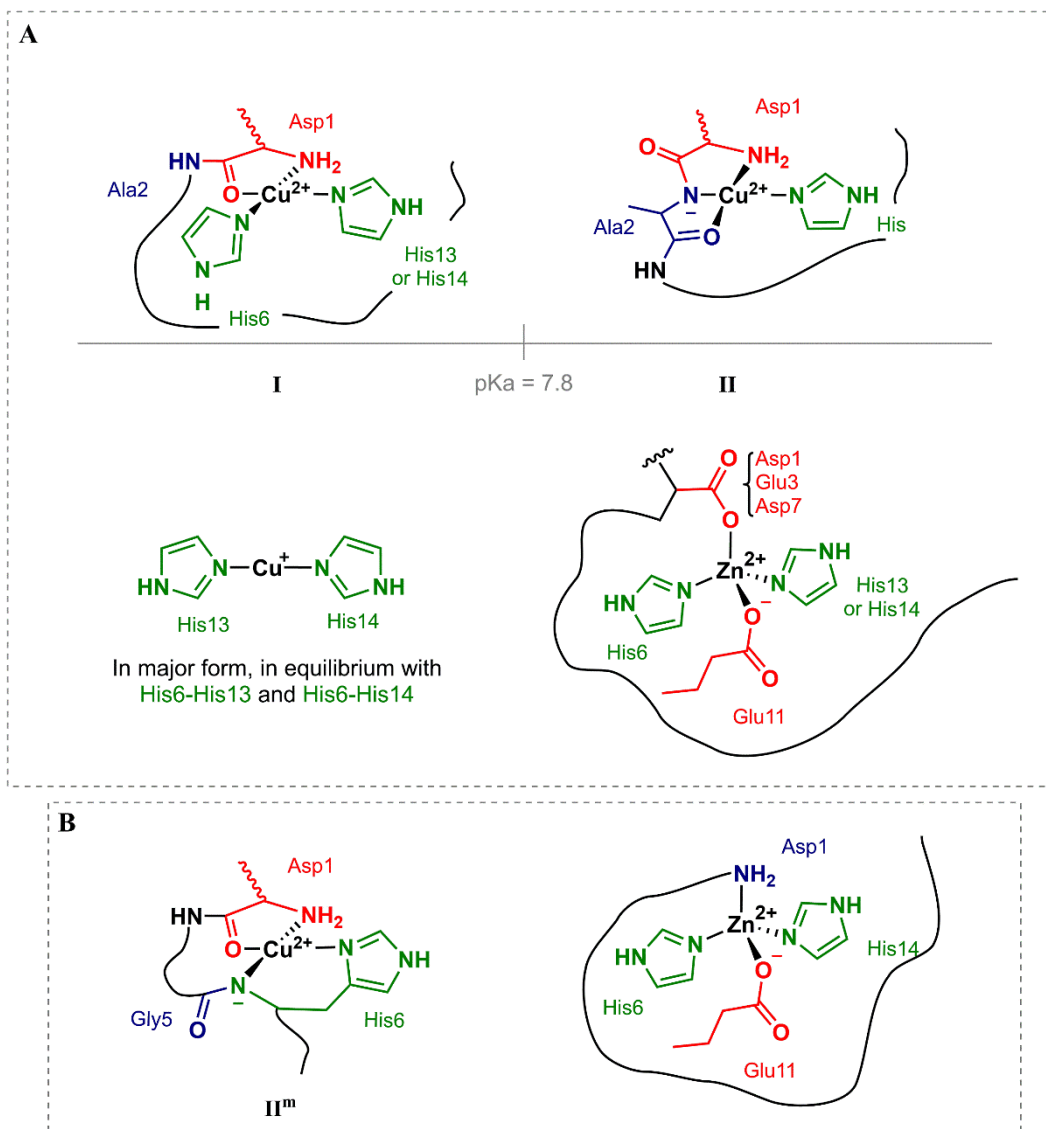 A
Asp1
HN
NH₂
Ala2
O
Cu²⁺
N
N
NH
N
H
His13
or His14
His6
Asp1
O
NH₂
N
–
Cu²⁺
N
NH
Ala2
O
His
HN
I
pKa = 7.8
II
O
Asp1
Glu3
Asp7
O
HN
N
Cu⁺
N
NH
His13
His14
In major form, in equilibrium with
His6-His13 and His6-His14
Zn²⁺
NH
HN
N
N
His13
or His14
–
O
His6
O
Glu11
B
Asp1
HN
NH₂
O
Cu²⁺
N
NH
N
–
Gly5
O
His6
IIᵐ
Asp1
NH₂
Zn²⁺
NH
HN
N
N
His14
–
O
His6
O
Glu11